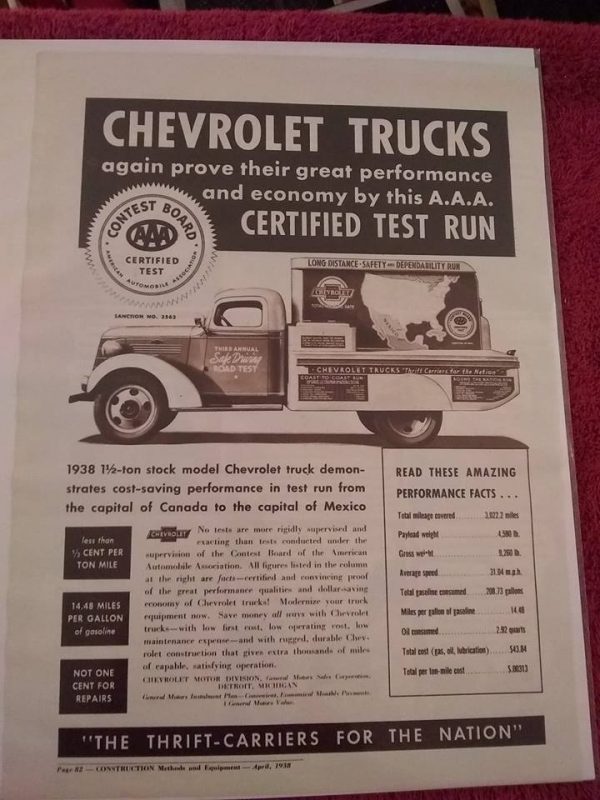 CHEVROLET TRUCKS
again prove their great performance
and economy by this A.A.A.
CERTIFIED TEST RUN
CONTEST BOARD
AAA
CERTIFIED
TEST
AMERICAN AUTOMOBILE ASSOCIATION
SANCTION NO. 3563
LONG DISTANCE - SAFETY AND DEPENDABILITY RUN
CHEVROLET
THIRD ANNUAL
Safe Driving
ROAD TEST
CHEVROLET TRUCKS "Thrift Carriers for the Nation"
COAST TO COAST RUN
ROUND THE NATION RUN
1938 1½-ton stock model Chevrolet truck demon-
strates cost-saving performance in test run from
the capital of Canada to the capital of Mexico
less than
⅓ CENT PER
TON MILE
14.48 MILES
PER GALLON
of gasoline
NOT ONE
CENT FOR
REPAIRS
CHEVROLET
No tests are more rigidly supervised and
exacting than tests conducted under the
supervision of the Contest Board of the American
Automobile Association. All figures listed in the column
at the right are facts—certified and convincing proof
of the great performance qualities and dollar-saving
economy of Chevrolet trucks! Modernize your truck
equipment now. Save money all ways with Chevrolet
trucks—with low first cost, low operating cost, low
maintenance expense—and with rugged, durable Chev-
rolet construction that gives extra thousands of miles
of capable, satisfying operation.
CHEVROLET MOTOR DIVISION, General Motors Sales Corporation,
DETROIT, MICHIGAN
General Motors Instalment Plan—Convenient, Economical Monthly Payments.
A General Motors Value.
READ THESE AMAZING
PERFORMANCE FACTS . . .
Total mileage covered 3,022.2 miles
Payload weight 4,590 lb.
Gross weight 9,260 lb.
Average speed 31.04 m.p.h.
Total gasoline consumed 208.73 gallons
Miles per gallon of gasoline 14.48
Oil consumed 2.92 quarts
Total cost (gas, oil, lubrication) $43.84
Total per ton-mile cost $.00313
"THE THRIFT-CARRIERS FOR THE NATION"
Page 82 — CONSTRUCTION Methods and Equipment — April, 1938